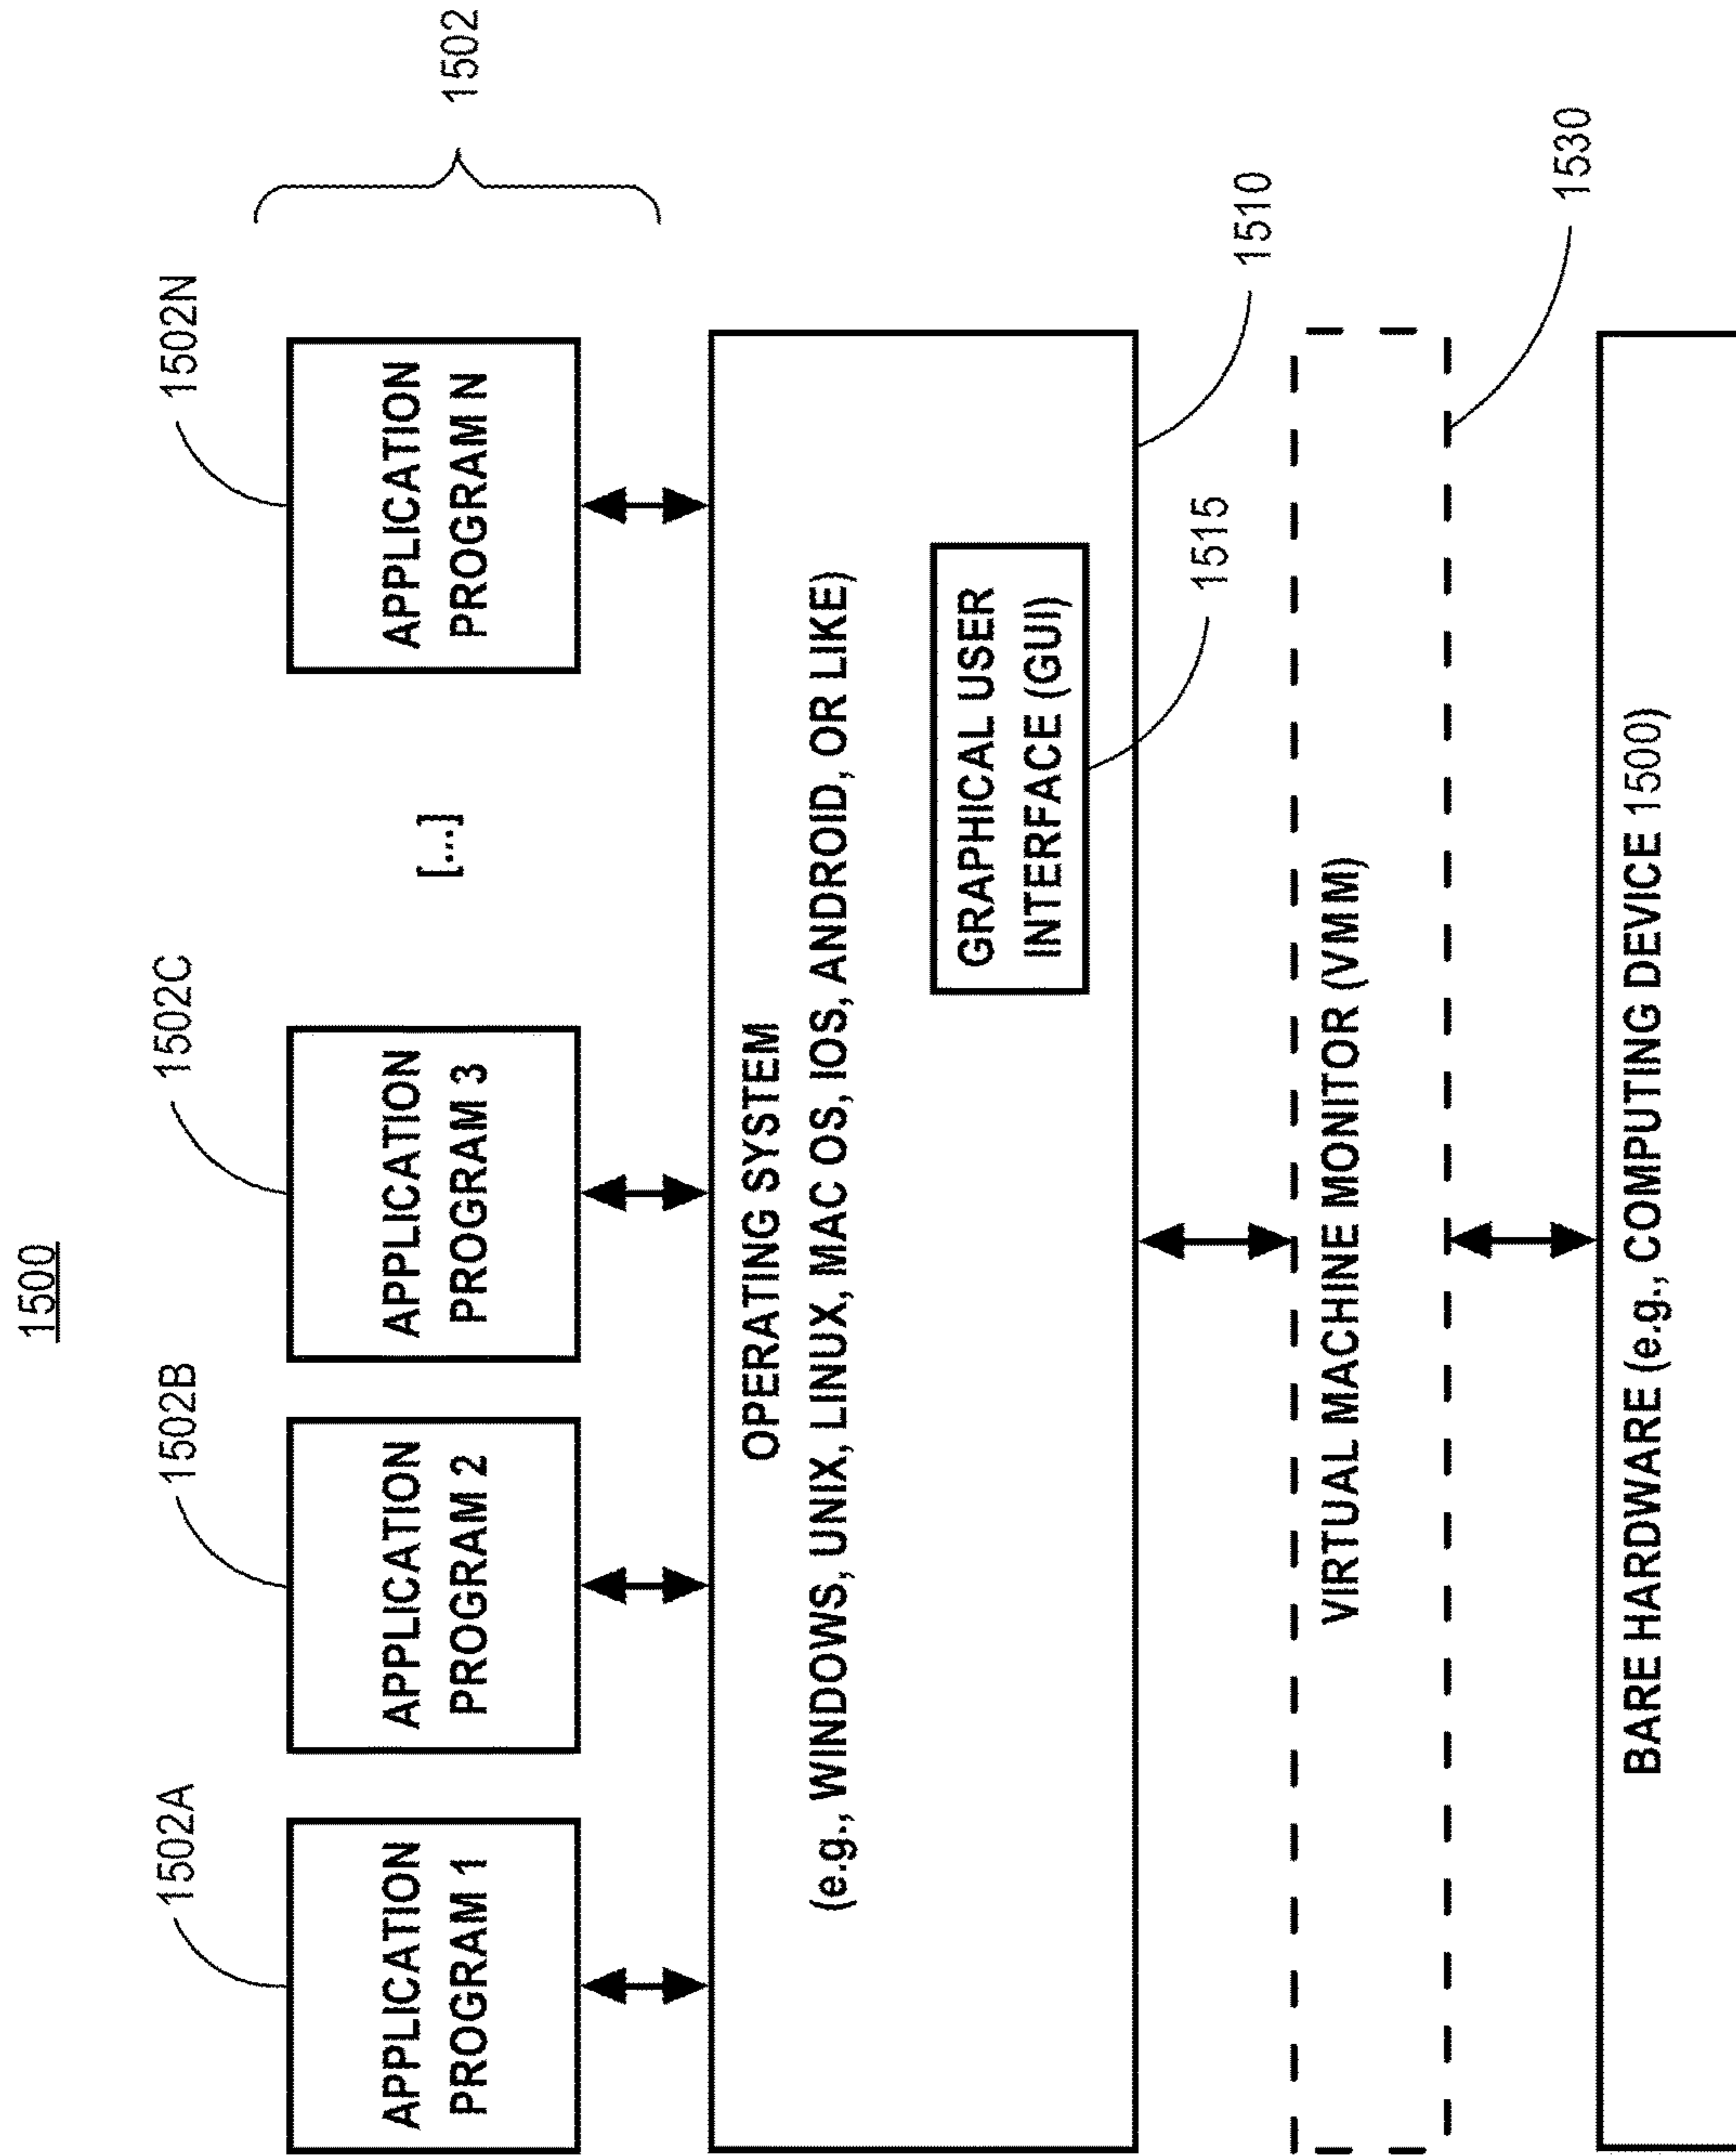 1500
1502A
1502B
1502C
1502N
1502
APPLICATION
PROGRAM 1
APPLICATION
PROGRAM 2
APPLICATION
PROGRAM 3
[...]
APPLICATION
PROGRAM N
OPERATING SYSTEM
(e.g., WINDOWS, UNIX, LINUX, MAC OS, IOS, ANDROID, OR LIKE)
GRAPHICAL USER
INTERFACE (GUI)
1515
1510
VIRTUAL MACHINE MONITOR (VMM)
1530
BARE HARDWARE (e.g., COMPUTING DEVICE 1500)